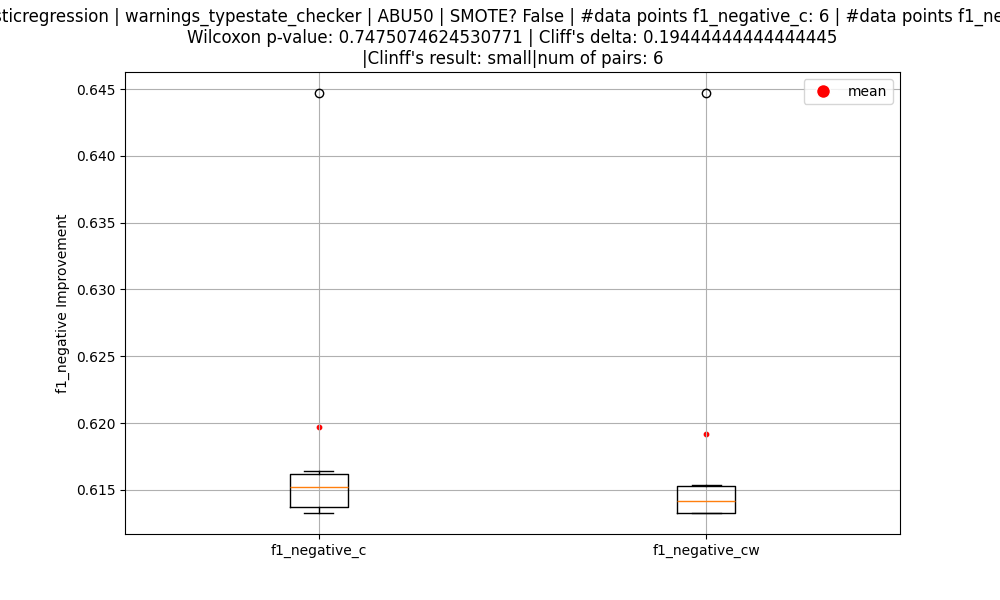 sticregression | warnings_typestate_checker | ABU50 | SMOTE? False | #data points f1_negative_c: 6 | #data points f1_ne
Wilcoxon p-value: 0.7475074624530771 | Cliff's delta: 0.19444444444444445
|Clinff's result: small|num of pairs: 6
mean
0.645
0.640
0.635
0.630
0.625
0.620
0.615
f1_negative Improvement
f1_negative_c
f1_negative_cw